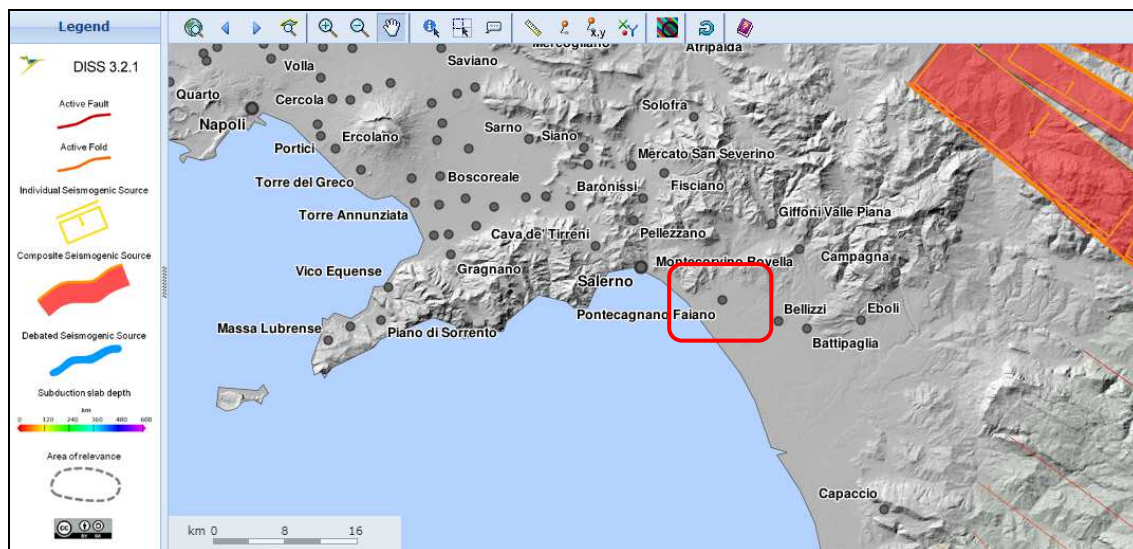 Legend
DISS 3.2.1
Active Fault
Active Fold
Individual Seismogenic Source
Composite Seismogenic Source
Debated Seismogenic Source
Subduction slab depth
km
0 120 240 360 480 600
Area of relevance
CC BY SA
x,y
Mercogliano
Atripalda
Saviano
Volla
Quarto
Cercola
Solofra
Napoli
Ercolano
Sarno
Siano
Portici
Mercato San Severino
Torre del Greco
Boscoreale
Baronissi
Fisciano
Torre Annunziata
Giffoni Valle Piana
Cava de' Tirreni
Pellezzano
Vico Equense
Gragnano
Montecorvino Rovella
Campagna
Salerno
Massa Lubrense
Piano di Sorrento
Pontecagnano Faiano
Bellizzi
Eboli
Battipaglia
Capaccio
km 0 8 16